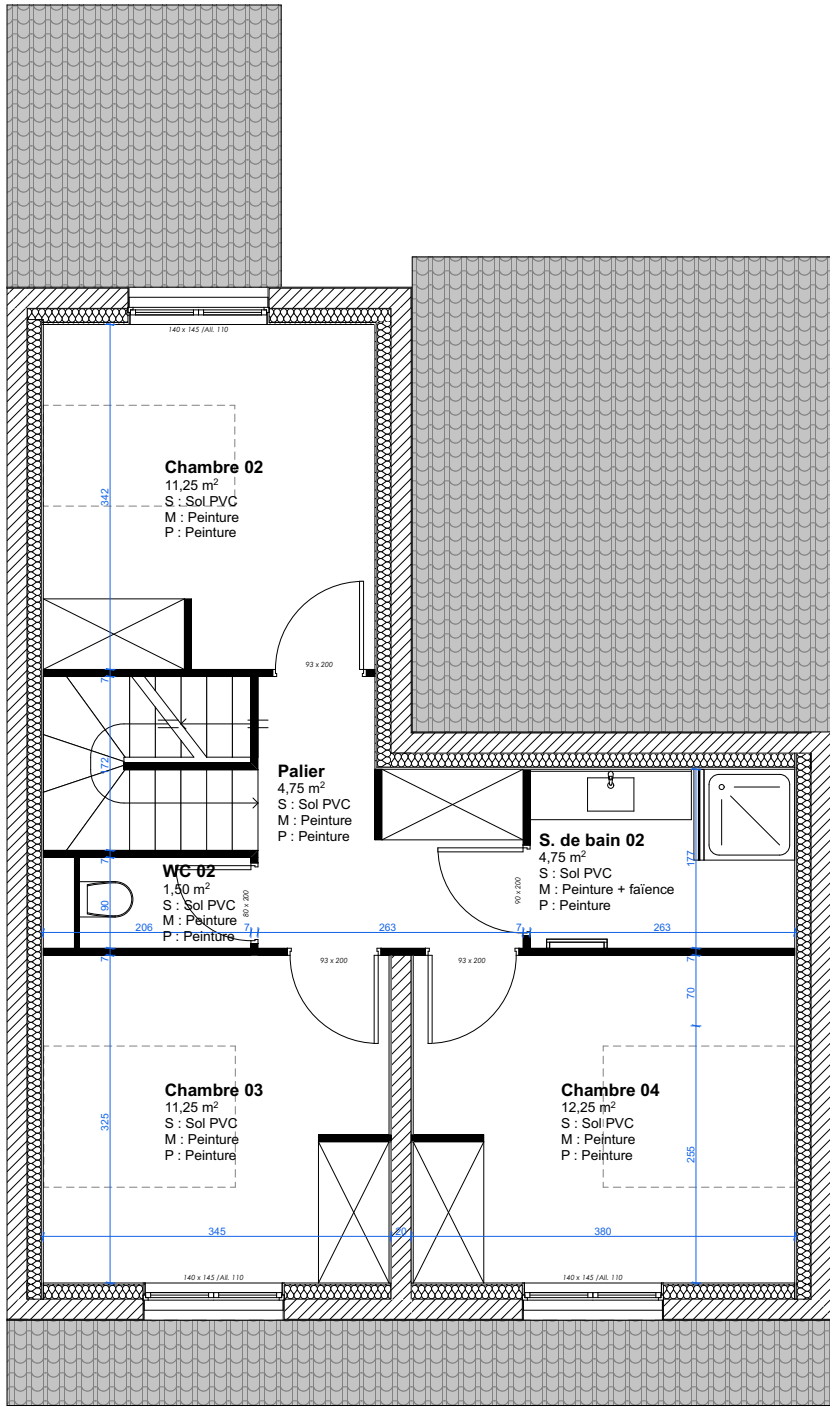 140 x 145 /All. 110
Chambre 02
11,25 m²
S : Sol PVC
M : Peinture
P : Peinture
342
93 x 200
7
172
Palier
4,75 m²
S : Sol PVC
M : Peinture
P : Peinture
S. de bain 02
4,75 m²
S : Sol PVC
M : Peinture + faïence
P : Peinture
177
90 x 200
7
WC 02
1,50 m²
S : Sol PVC
M : Peinture
P : Peinture
90
80 x 200
206
7
263
7
263
7
93 x 200
93 x 200
7
70
Chambre 03
11,25 m²
S : Sol PVC
M : Peinture
P : Peinture
325
Chambre 04
12,25 m²
S : Sol PVC
M : Peinture
P : Peinture
255
345
20
380
140 x 145 /All. 110
140 x 145 /All. 110